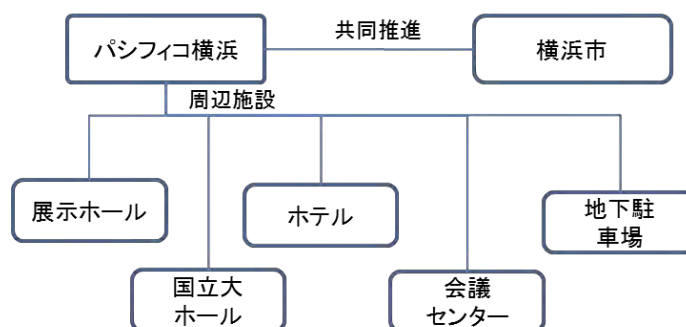 パシフィコ横浜
共同推進
横浜市
周辺施設
展示ホール
国立大
ホール
ホテル
会議
センター
地下駐
車場